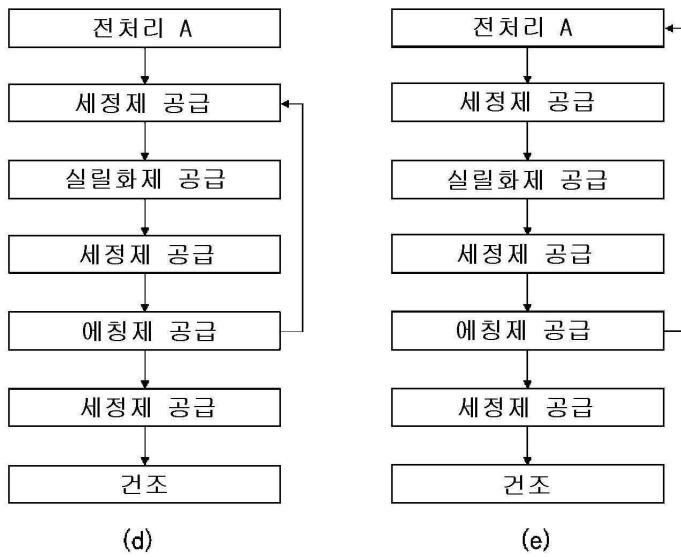 전처리 A
세정제 공급
실릴화제 공급
세정제 공급
에칭제 공급
세정제 공급
건조
(d)
전처리 A
세정제 공급
실릴화제 공급
세정제 공급
에칭제 공급
세정제 공급
건조
(e)